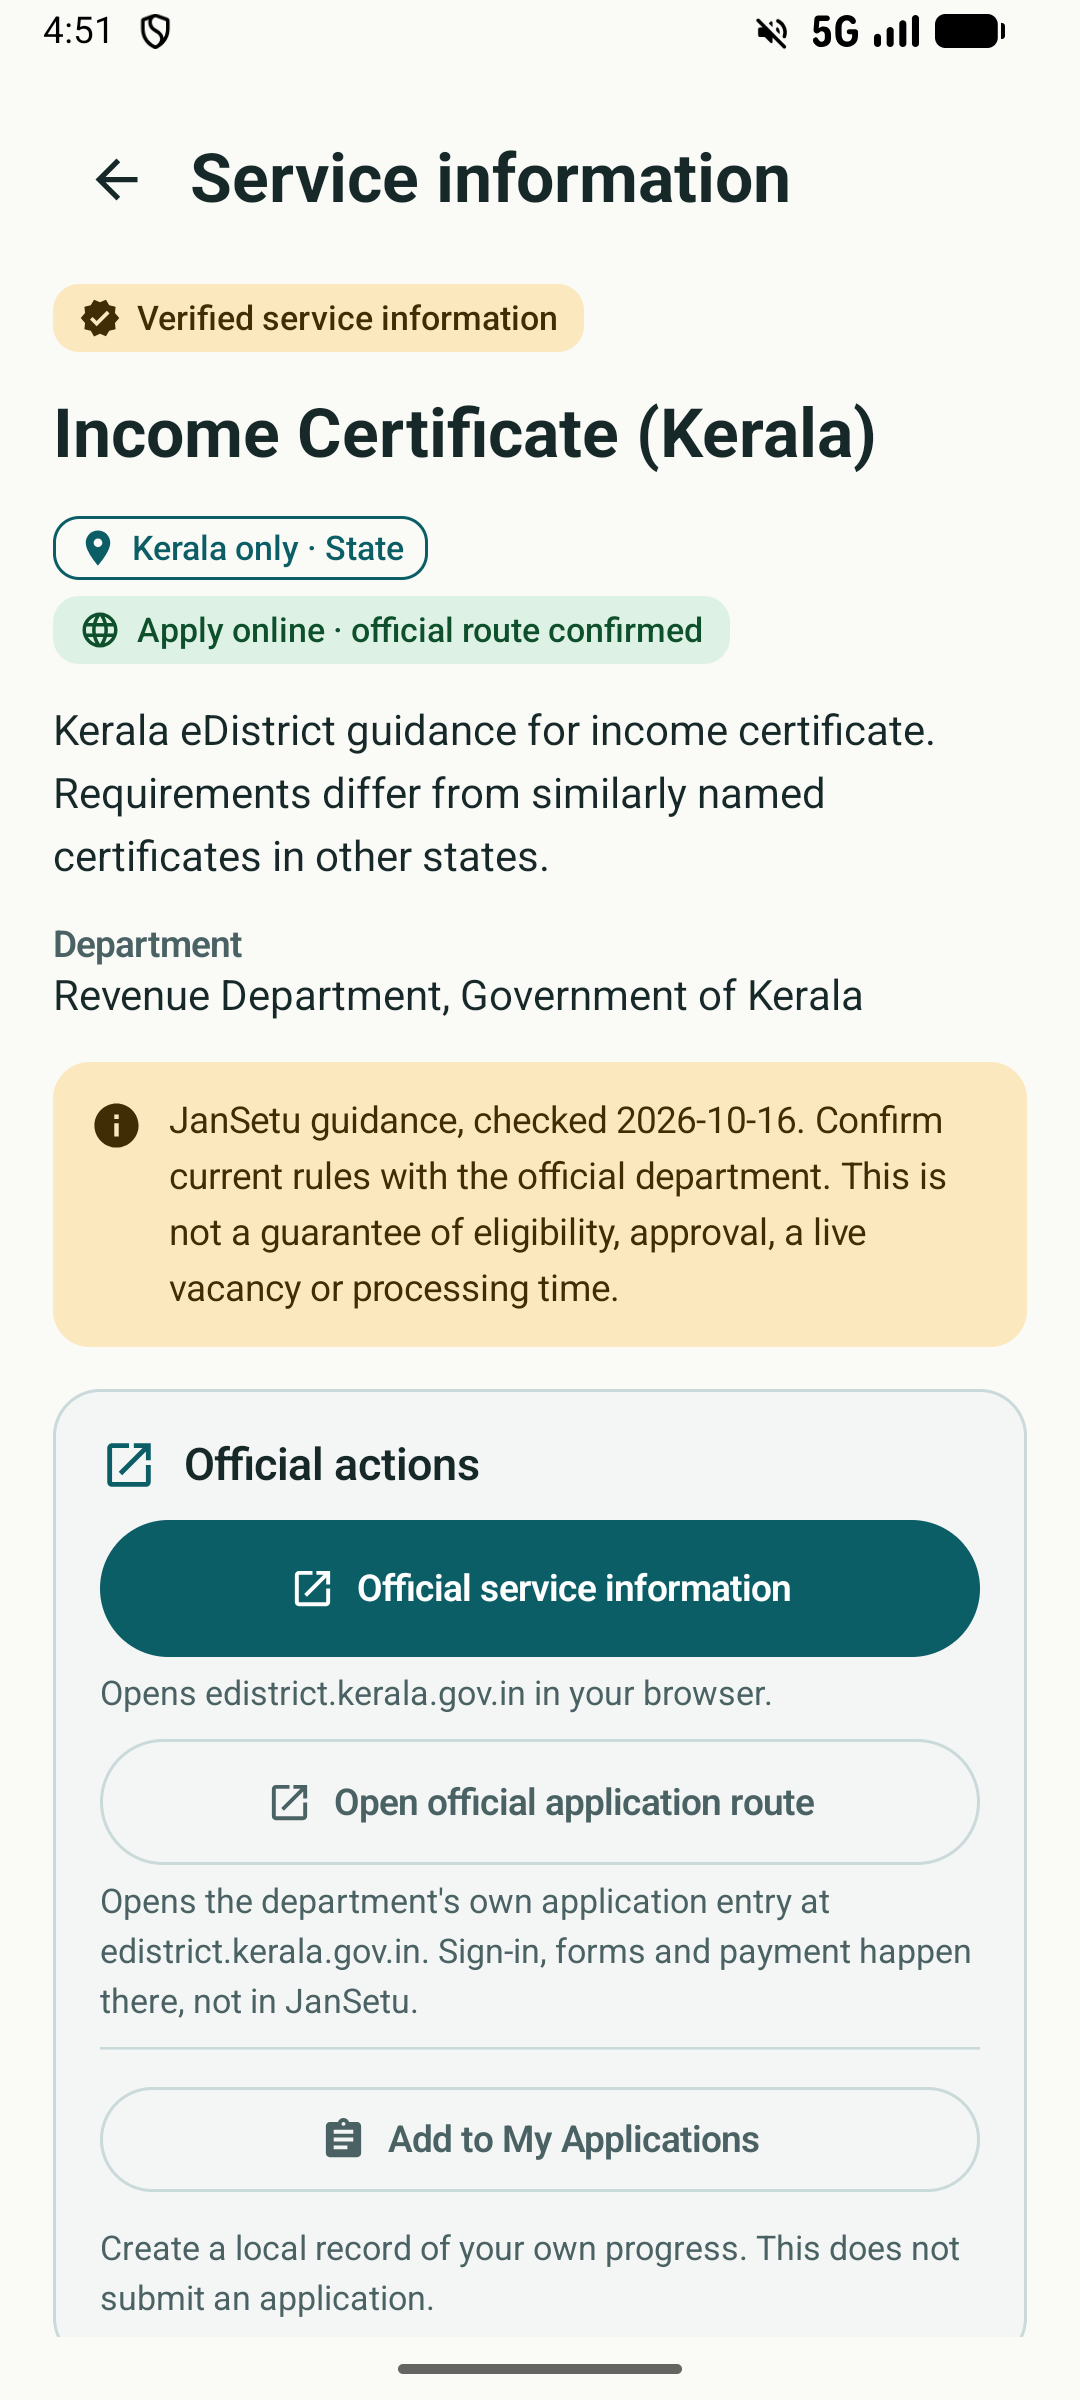 4:51
5G
Service information
Verified service information
Income Certificate (Kerala)
Kerala only · State
Apply online · official route confirmed
Kerala eDistrict guidance for income certificate.
Requirements differ from similarly named
certificates in other states.
Department
Revenue Department, Government of Kerala
JanSetu guidance, checked 2026-10-16. Confirm
current rules with the official department. This is
not a guarantee of eligibility, approval, a live
vacancy or processing time.
Official actions
Official service information
Opens edistrict.kerala.gov.in in your browser.
Open official application route
Opens the department's own application entry at
edistrict.kerala.gov.in. Sign-in, forms and payment happen
there, not in JanSetu.
Add to My Applications
Create a local record of your own progress. This does not
submit an application.